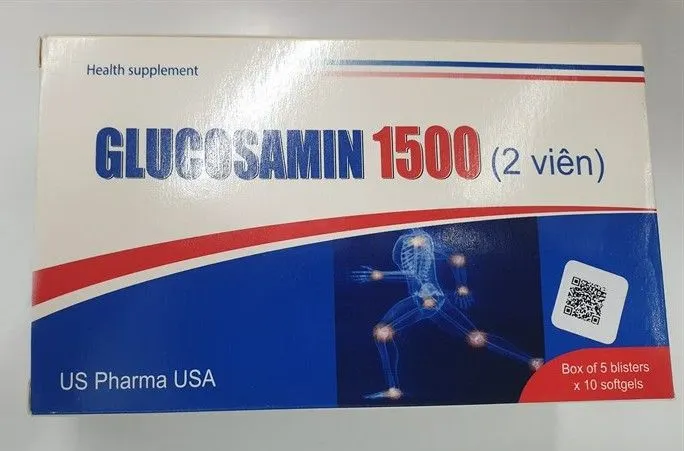 Health supplement
GLUCOSAMIN 1500 (2 viên)
US Pharma USA
Box of 5 blisters
x 10 softgels